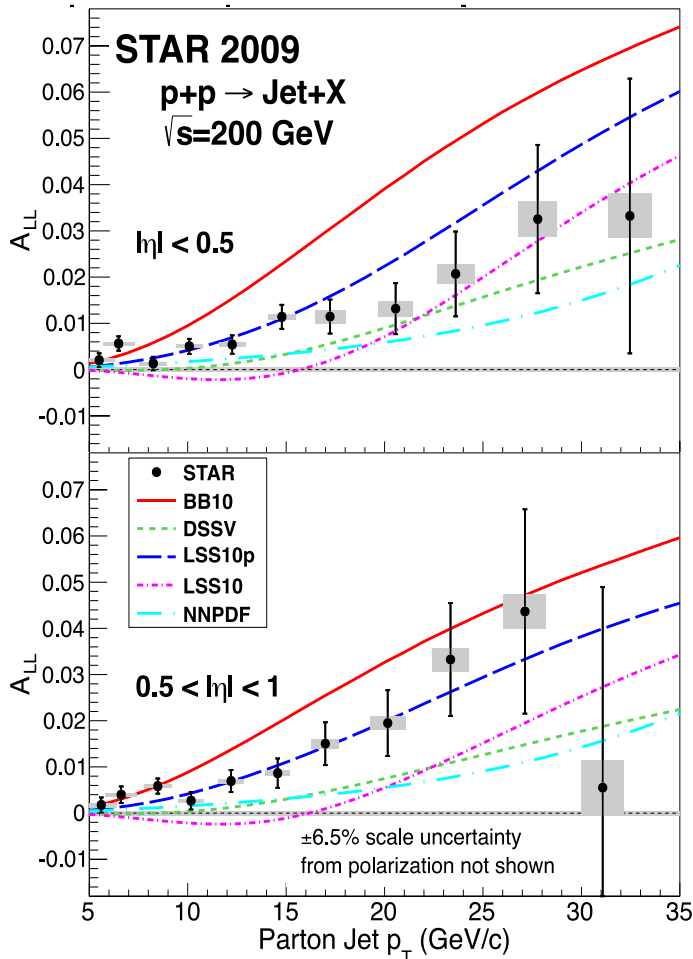 0.07
0.06
0.05
0.04
0.03
0.02
0.01
0
-0.01
A_LL
STAR 2009
p+p → Jet+X
√s=200 GeV
|η| < 0.5
0.07
0.06
0.05
0.04
0.03
0.02
0.01
0
-0.01
A_LL
STAR
BB10
DSSV
LSS10p
LSS10
NNPDF
0.5 < |η| < 1
±6.5% scale uncertainty
from polarization not shown
5 10 15 20 25 30 35
Parton Jet p_T (GeV/c)